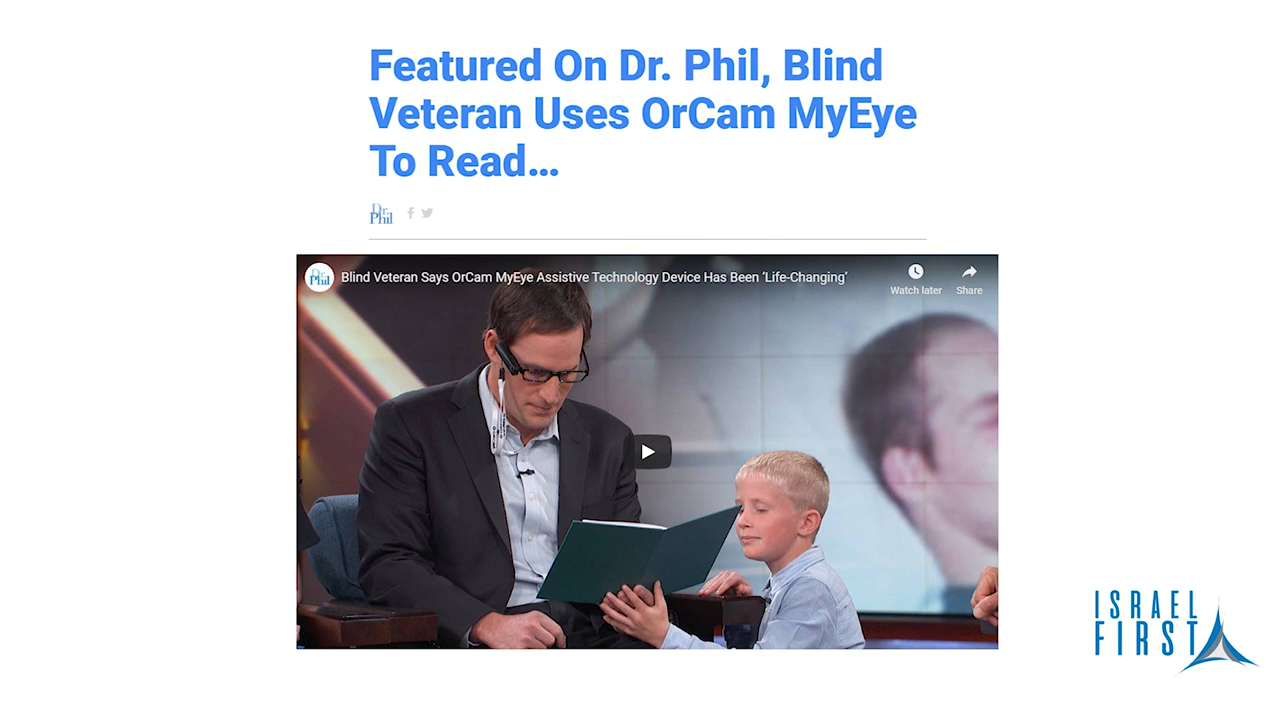 Featured On Dr. Phil, Blind
Veteran Uses OrCam MyEye
To Read...
Dr.
Phil
Dr.
Phil
Blind Veteran Says OrCam MyEye Assistive Technology Device Has Been 'Life-Changing'
Watch later
Share
ISRAEL
FIRST